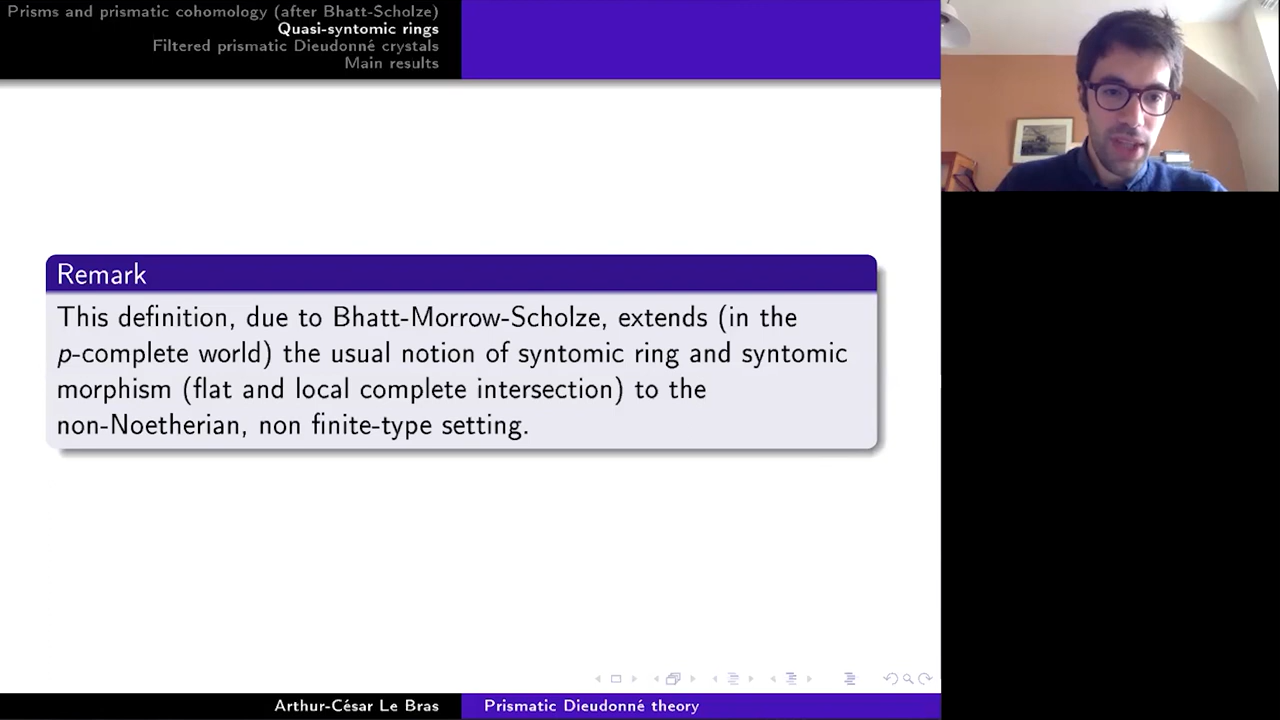 Prisms and prismatic cohomology (after Bhatt-Scholze)
Quasi-syntomic rings
Filtered prismatic Dieudonné crystals
Main results
Remark
This definition, due to Bhatt-Morrow-Scholze, extends (in the
p-complete world) the usual notion of syntomic ring and syntomic
morphism (flat and local complete intersection) to the
non-Noetherian, non finite-type setting.
Arthur-César Le Bras
Prismatic Dieudonné theory